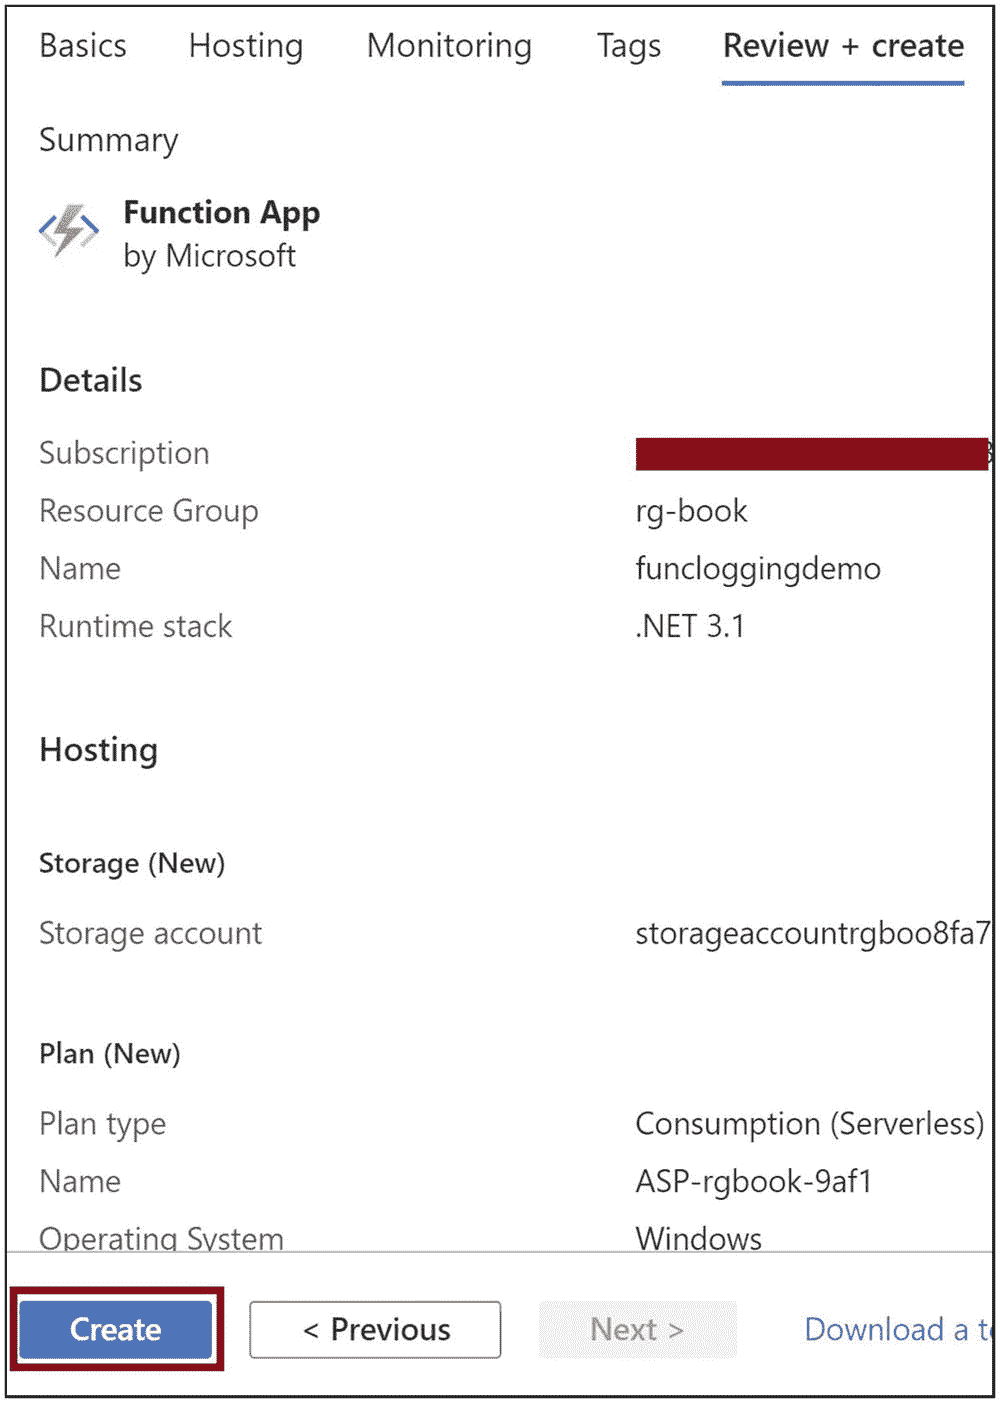 Basics Hosting Monitoring Tags Review + create
Summary
Function App
by Microsoft
Details
Subscription
Resource Group rg-book
Name funcloggingdemo
Runtime stack .NET 3.1
Hosting
Storage (New)
Storage account storageaccountrgboo8fa7
Plan (New)
Plan type Consumption (Serverless)
Name ASP-rgbook-9af1
Operating System Windows
Create < Previous Next > Download a